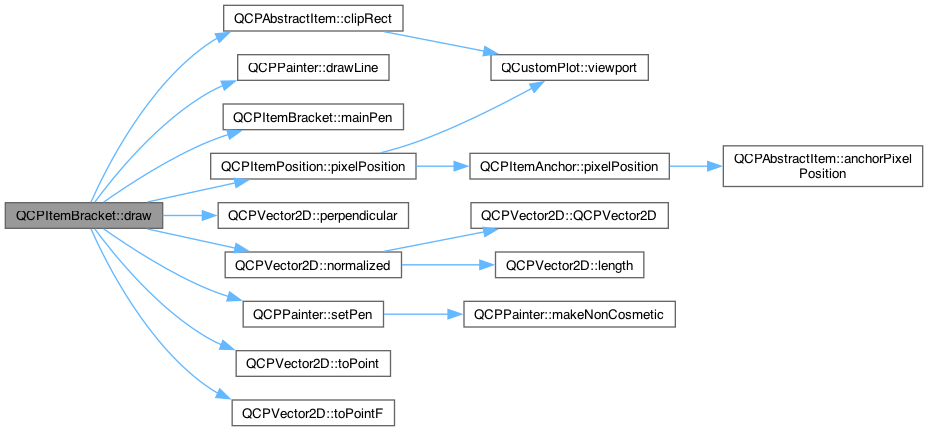 QCPAbstractItem::clipRect
QCPPainter::drawLine
QCustomPlot::viewport
QCPItemBracket::mainPen
QCPItemPosition::pixelPosition
QCPItemAnchor::pixelPosition
QCPAbstractItem::anchorPixel
Position
QCPItemBracket::draw
QCPVector2D::perpendicular
QCPVector2D::QCPVector2D
QCPVector2D::normalized
QCPVector2D::length
QCPPainter::setPen
QCPPainter::makeNonCosmetic
QCPVector2D::toPoint
QCPVector2D::toPointF